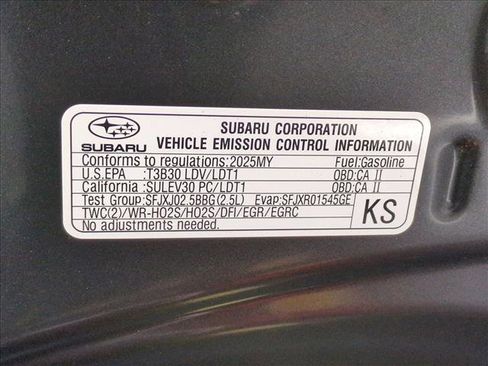 SUBARU CORPORATION
SUBARU VEHICLE EMISSION CONTROL INFORMATION
Conforms to regulations:2025MY Fuel:Gasoline
U.S.EPA : T3B30 LDV/LDT1 OBD:CA II
California : SULEV30 PC/LDT1 OBD:CA II
Test Group:SFJXJ02.5BBG(2.5L) Evap:SFJXR01545GE
TWC(2)/WR-HO2S/HO2S/DFI/EGR/EGRC KS
No adjustments needed.